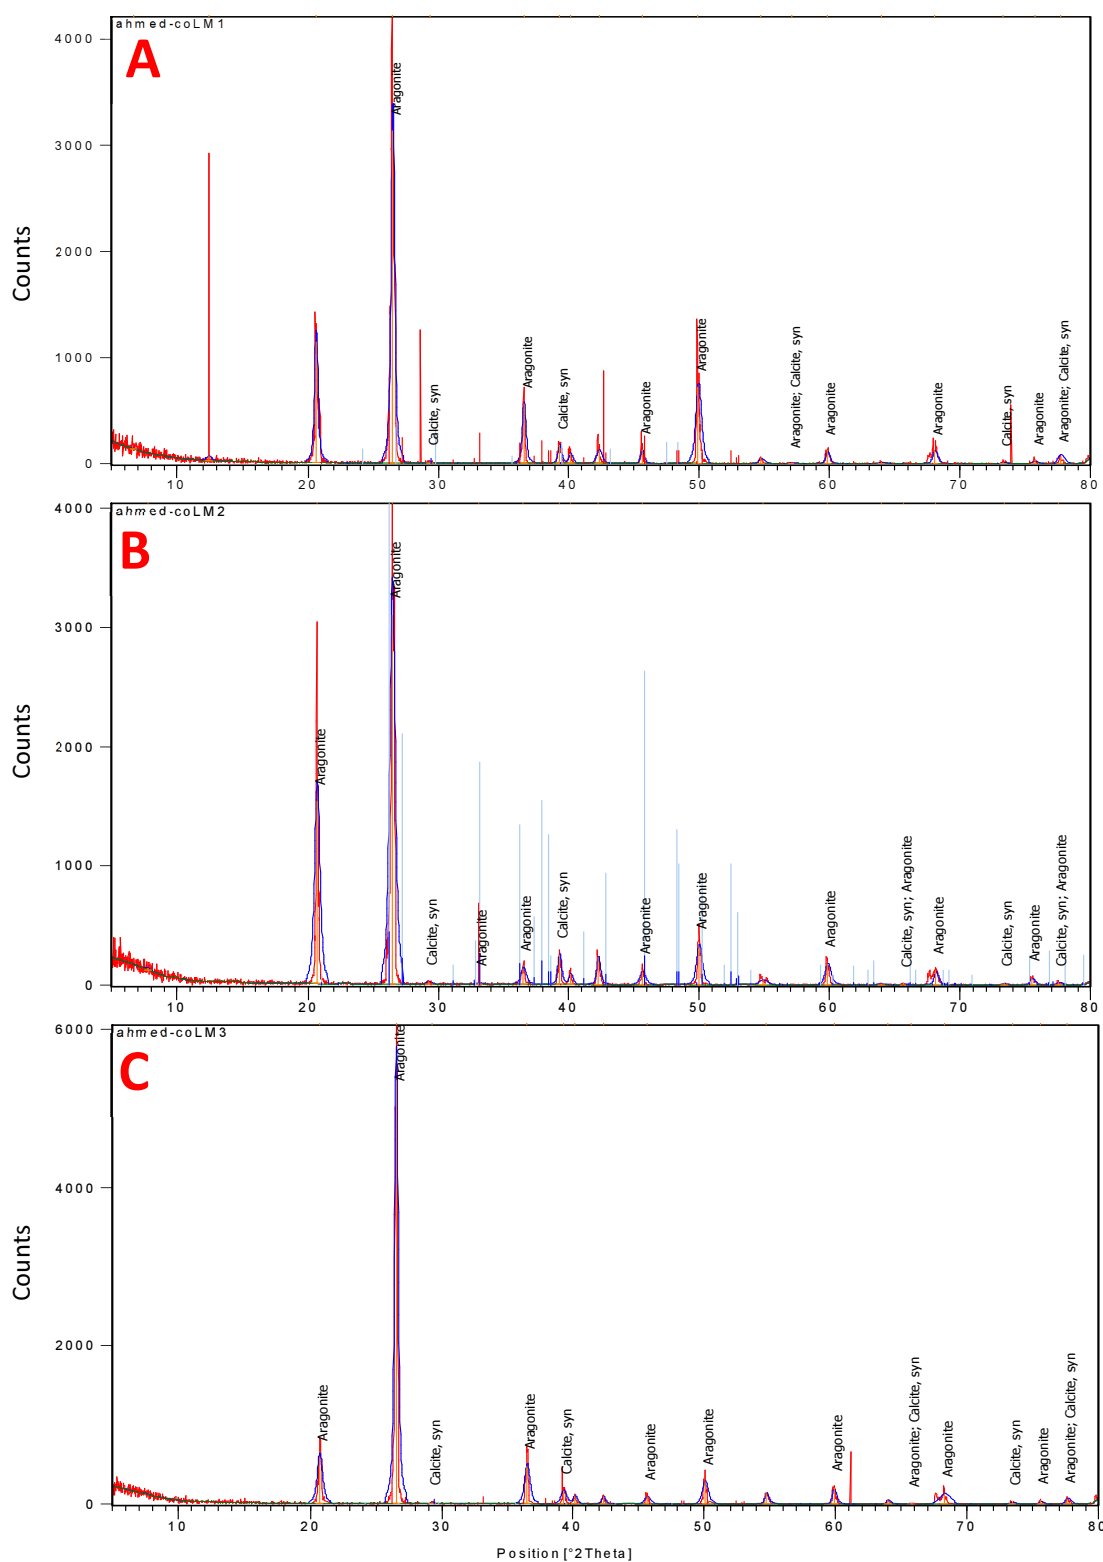 ahmed-coLM1
A
4000
3000
2000
1000
0
Counts
Aragonite
Calcite, syn
Aragonite
Calcite, syn
Aragonite
Aragonite
Aragonite; Calcite, syn
Aragonite
Aragonite
Calcite, syn
Aragonite
Aragonite; Calcite, syn
10 20 30 40 50 60 70 80
ahmed-coLM2
B
4000
3000
2000
1000
0
Counts
Aragonite
Aragonite
Calcite, syn
Aragonite
Aragonite
Calcite, syn
Aragonite
Aragonite
Aragonite
Calcite, syn; Aragonite
Aragonite
Calcite, syn
Aragonite
Calcite, syn; Aragonite
10 20 30 40 50 60 70 80
ahmed-coLM3
C
6000
4000
2000
0
Counts
Aragonite
Aragonite
Calcite, syn
Aragonite
Calcite, syn
Aragonite
Aragonite
Aragonite
Aragonite; Calcite, syn
Aragonite
Calcite, syn
Aragonite
Aragonite; Calcite, syn
10 20 30 40 50 60 70 80
Position [°2Theta]